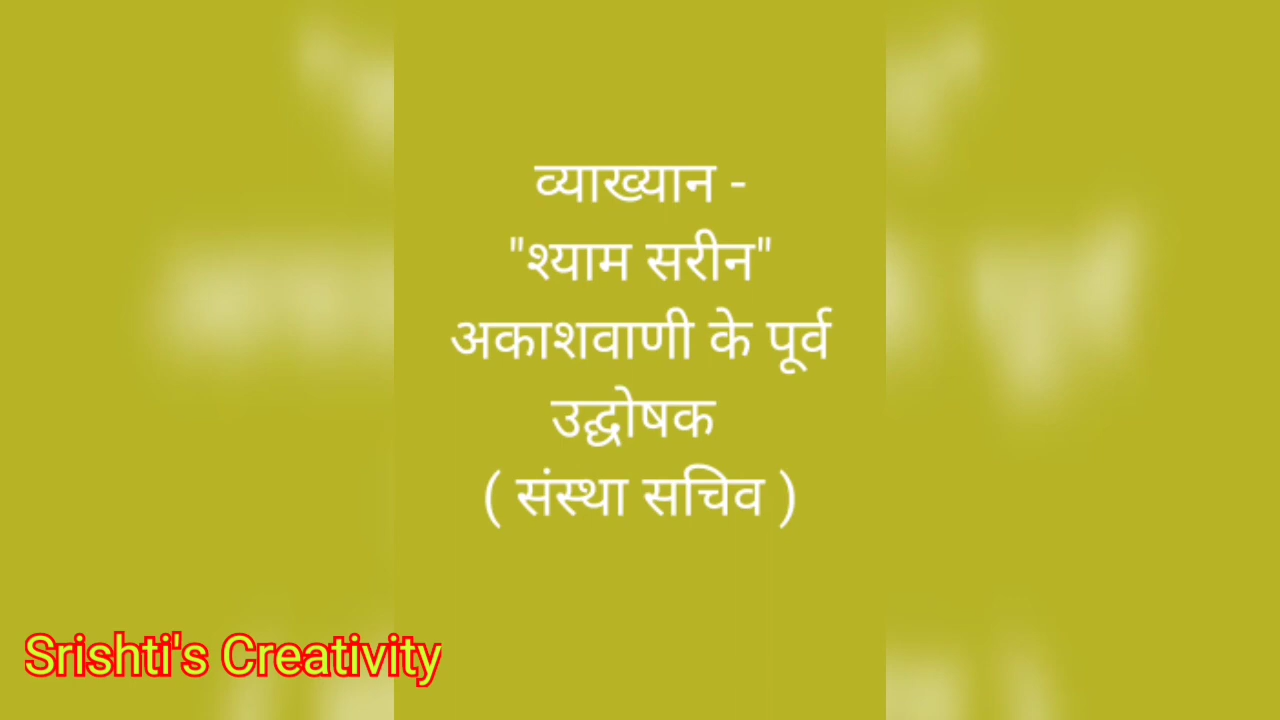 व्याख्यान -
"श्याम सरीन"
अकाशवाणी के पूर्व
उद्घोषक
( संस्था सचिव )
Srishti's Creativity